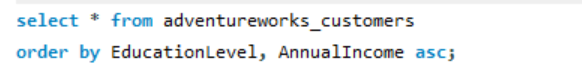 select * from adventureworks_customers
order by EducationLevel, AnnualIncome asc;